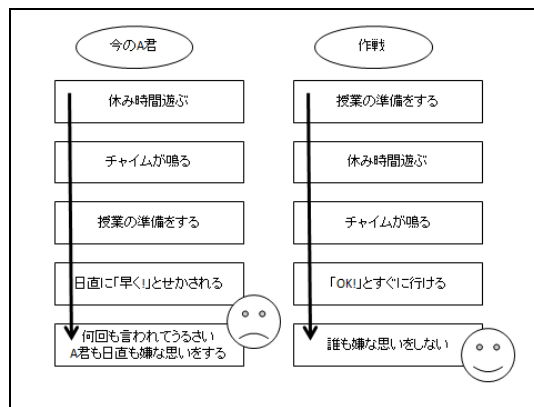 今のA君
休み時間遊ぶ
チャイムが鳴る
授業の準備をする
日直に「早く!」とせかされる
何回も言われてうるさい
A君も日直も嫌な思いをする
作戦
授業の準備をする
休み時間遊ぶ
チャイムが鳴る
「OK!」とすぐに行ける
誰も嫌な思いをしない